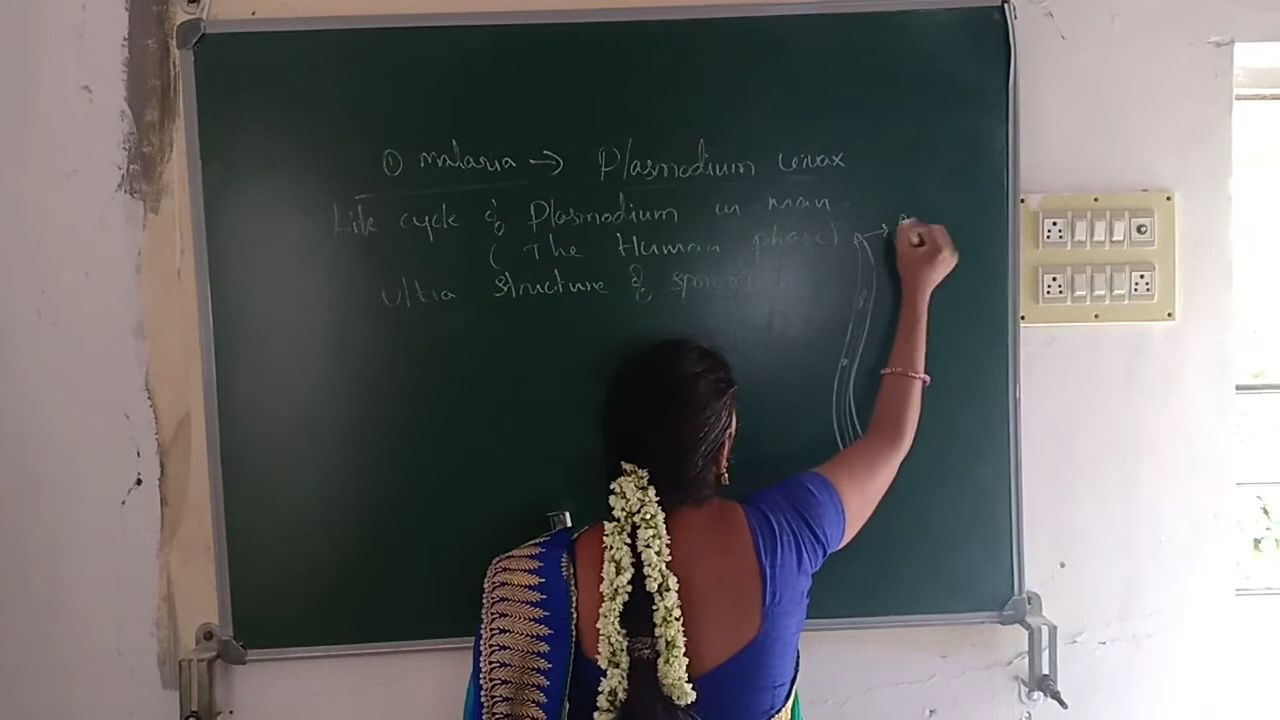 ① malaria → Plasmodium vivax
Life cycle of Plasmodium in man
( The Human phase)
Ultra structure of